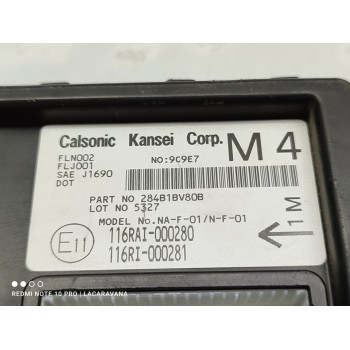 Calsonic Kansei Corp. M4
FLN002
FLJ001
SAE J1690
DOT
NO:9C9E7
PART NO 284B1BV80B
LOT NO 5327
MODEL No.NA-F-01/N-F-01
E11
116RAI-000280
116RI-000281
1M
REDMI NOTE 10 PRO | LACARAVANA